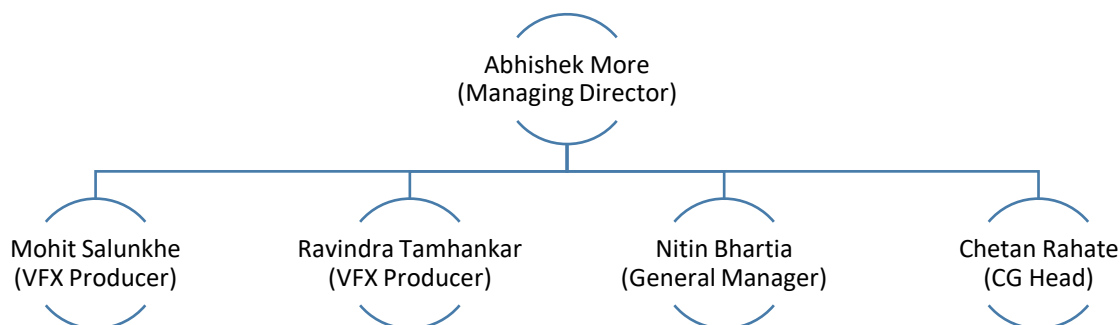 Abhishek More
(Managing Director)
Mohit Salunkhe
(VFX Producer)
Ravindra Tamhankar
(VFX Producer)
Nitin Bhartia
(General Manager)
Chetan Rahate
(CG Head)